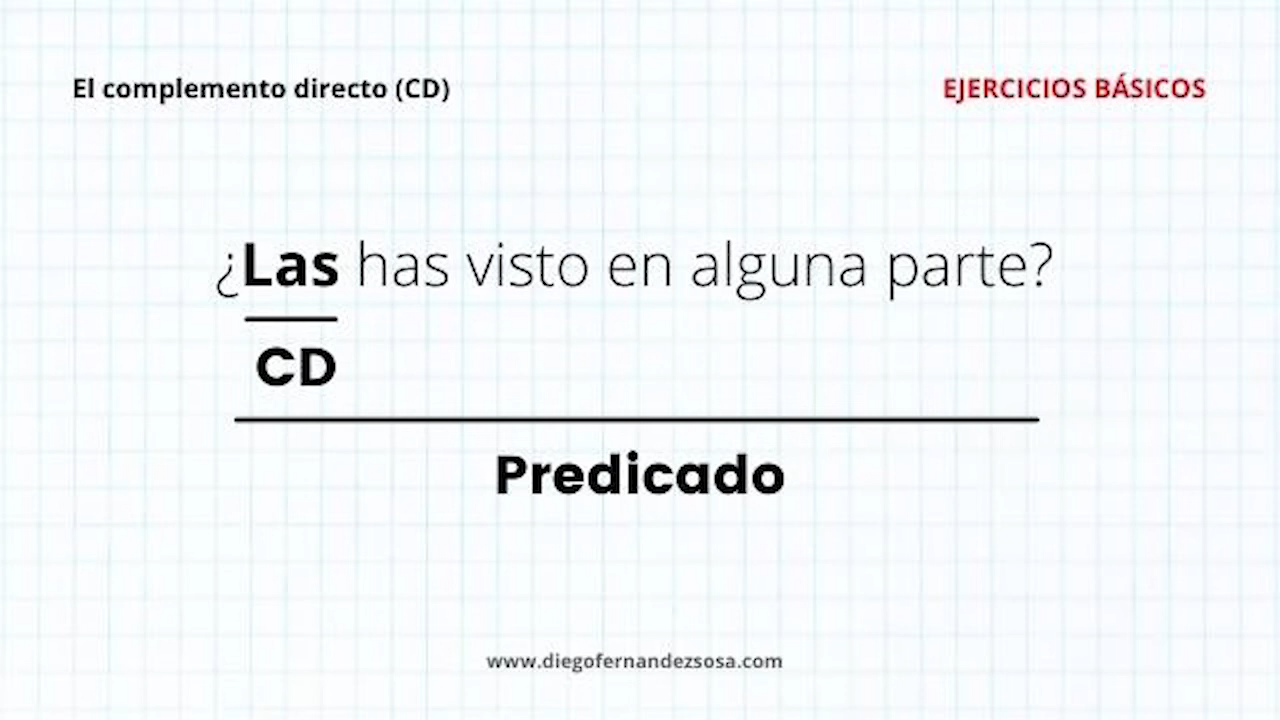 El complemento directo (CD)
EJERCICIOS BÁSICOS
¿Las has visto en alguna parte?
CD
Predicado
www.diegofernandezsosa.com